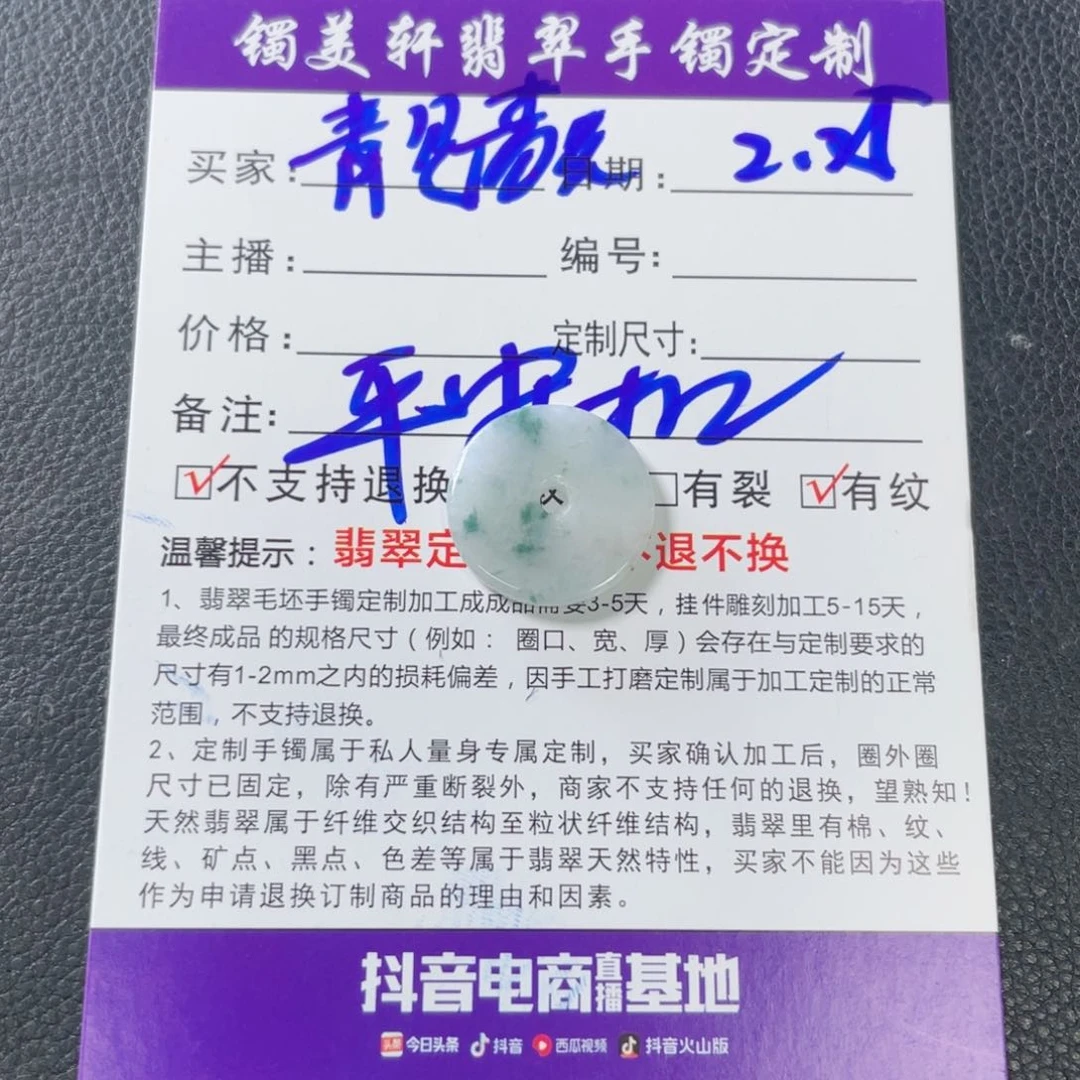 镯美轩翡翠手镯定制
买家: 日期:
主播: 编号:
价格: 定制尺寸:
备注: 平安扣
不支持退换 有裂 有纹
温馨提示: 翡翠定 不退不换
1、翡翠毛坯手镯定制加工成成品需要3-5天，挂件雕刻加工5-15天，
最终成品的规格尺寸（例如： 圈口、宽、厚）会存在与定制要求的
尺寸有1-2mm之内的损耗偏差，因手工打磨定制属于加工定制的正常
范围，不支持退换。
2、定制手镯属于私人量身专属定制，买家确认加工后，圈外圈
尺寸已固定，除有严重断裂外，商家不支持任何的退换，望熟知！
天然翡翠属于纤维交织结构至粒状纤维结构，翡翠里有棉、纹、
线、矿点、黑点、色差等属于翡翠天然特性，买家不能因为这些
作为申请退换订制商品的理由和因素。
抖音电商直播基地
头条 今日头条 抖音 西瓜视频 抖音火山版